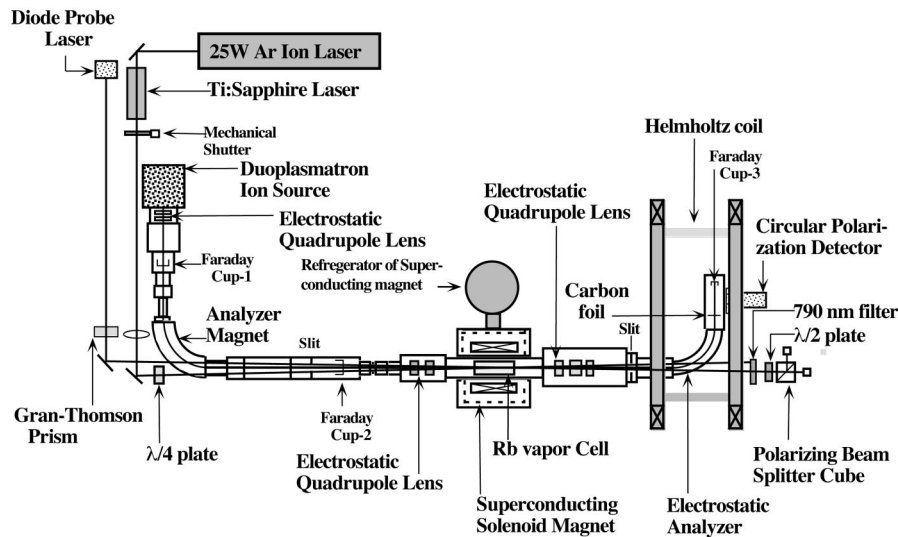 Diode Probe
Laser
25W Ar Ion Laser
Ti:Sapphire Laser
Mechanical
Shutter
Duoplasmatron
Ion Source
Electrostatic
Quadrupole Lens
Faraday
Cup-1
Analyzer
Magnet
Slit
Gran-Thomson
Prism
λ/4 plate
Faraday
Cup-2
Electrostatic
Quadrupole Lens
Refregerator of Super-
conducting magnet
Electrostatic
Quadrupole Lens
Rb vapor Cell
Superconducting
Solenoid Magnet
Carbon
foil
Slit
Helmholtz coil
Faraday
Cup-3
Circular Polari-
zation Detector
790 nm filter
λ/2 plate
Polarizing Beam
Splitter Cube
Electrostatic
Analyzer